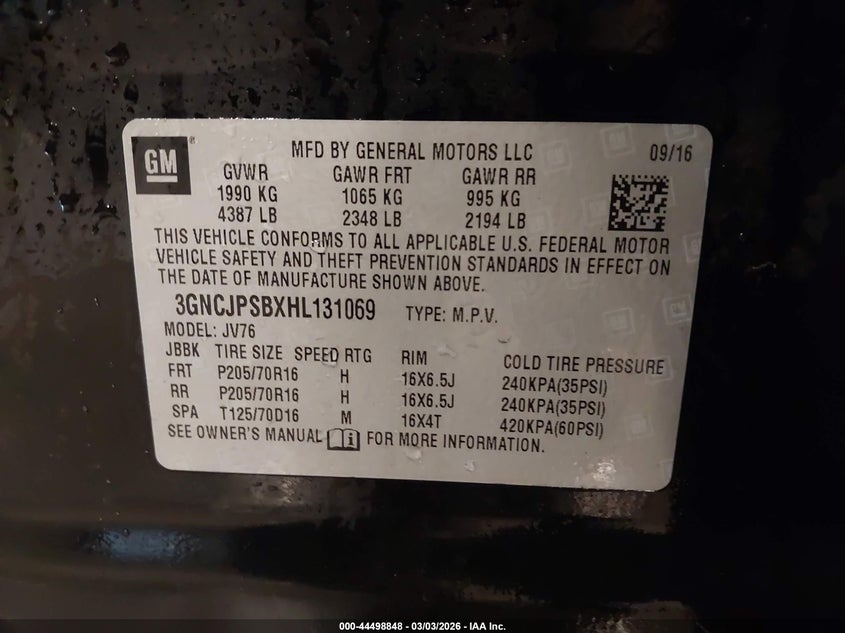 GM
MFD BY GENERAL MOTORS LLC 09/16
GVWR GAWR FRT GAWR RR
1990 KG 1065 KG 995 KG
4387 LB 2348 LB 2194 LB
THIS VEHICLE CONFORMS TO ALL APPLICABLE U.S. FEDERAL MOTOR
VEHICLE SAFETY AND THEFT PREVENTION STANDARDS IN EFFECT ON
THE DATE OF MANUFACTURE SHOWN ABOVE.
3GNCJPSBXHL131069 TYPE: M.P.V.
MODEL: JV76
JBBK TIRE SIZE SPEED RTG RIM COLD TIRE PRESSURE
FRT P205/70R16 H 16X6.5J 240KPA(35PSI)
RR P205/70R16 H 16X6.5J 240KPA(35PSI)
SPA T125/70D16 M 16X4T 420KPA(60PSI)
SEE OWNER'S MANUAL FOR MORE INFORMATION.
000-44498848 - 03/03/2026 - IAA Inc.